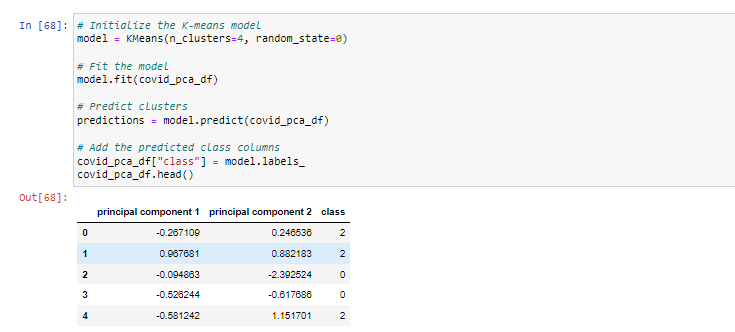 In [68]: # Initialize the K-means model
model = KMeans(n_clusters=4, random_state=0)
# Fit the model
model.fit(covid_pca_df)
# Predict clusters
predictions = model.predict(covid_pca_df)
# Add the predicted class columns
covid_pca_df["class"] = model.labels_
covid_pca_df.head()
Out[68]:
principal component 1 principal component 2 class
0 -0.267109 0.246536 2
1 0.967681 0.882183 2
2 -0.094863 -2.392524 0
3 -0.526244 -0.617686 0
4 -0.581242 1.151701 2